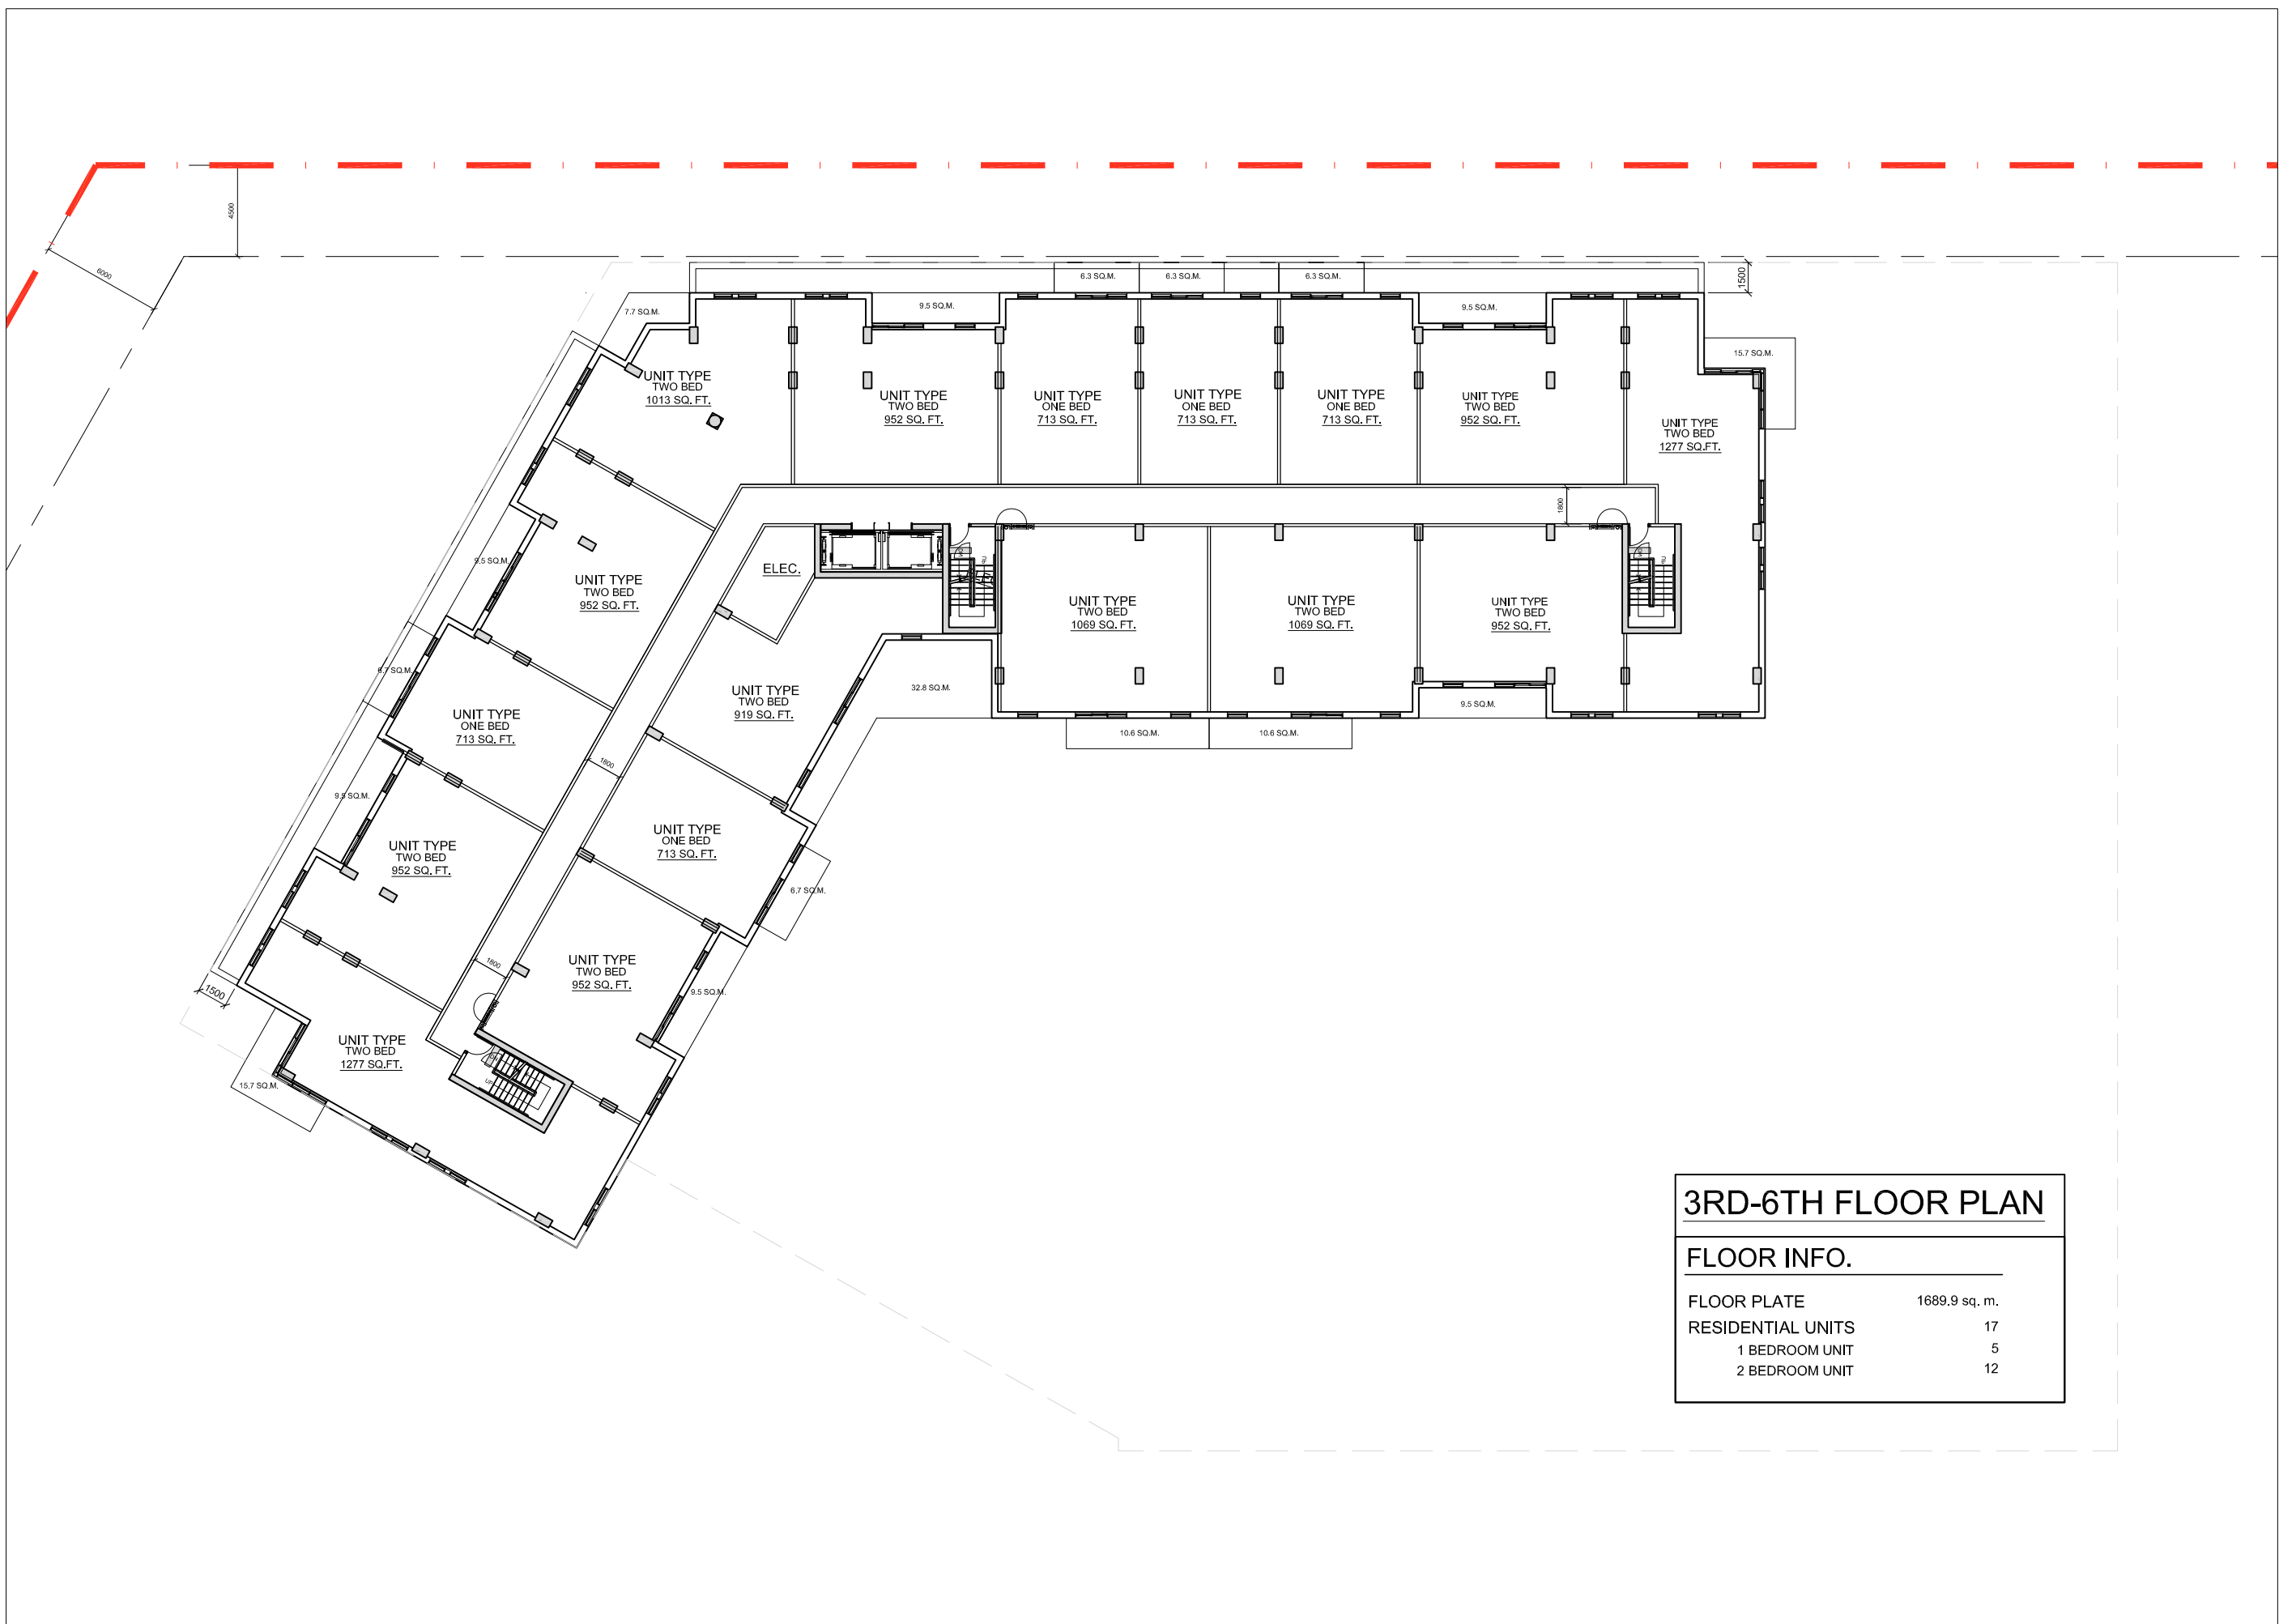 4500
6000
6.3 SQ.M.
6.3 SQ.M.
6.3 SQ.M.
1500
7.7 SQ.M.
9.5 SQ.M.
9.5 SQ.M.
15.7 SQ.M.
UNIT TYPE
TWO BED
1013 SQ. FT.
UNIT TYPE
TWO BED
952 SQ. FT.
UNIT TYPE
ONE BED
713 SQ. FT.
UNIT TYPE
ONE BED
713 SQ. FT.
UNIT TYPE
ONE BED
713 SQ. FT.
UNIT TYPE
TWO BED
952 SQ. FT.
UNIT TYPE
TWO BED
1277 SQ.FT.
1800
9.5 SQ.M.
UNIT TYPE
TWO BED
952 SQ. FT.
ELEC.
UNIT TYPE
TWO BED
1069 SQ. FT.
UNIT TYPE
TWO BED
1069 SQ. FT.
UNIT TYPE
TWO BED
952 SQ. FT.
UNIT TYPE
ONE BED
713 SQ. FT.
UNIT TYPE
TWO BED
919 SQ. FT.
32.8 SQ.M.
9.5 SQ.M.
10.6 SQ.M.
10.6 SQ.M.
1800
UNIT TYPE
TWO BED
952 SQ. FT.
UNIT TYPE
ONE BED
713 SQ. FT.
6.7 SQ.M.
1800
UNIT TYPE
TWO BED
952 SQ. FT.
9.5 SQ.M.
1500
UNIT TYPE
TWO BED
1277 SQ.FT.
15.7 SQ.M.
UP
3RD-6TH FLOOR PLAN
FLOOR INFO.
FLOOR PLATE 1689.9 sq. m.
RESIDENTIAL UNITS 17
1 BEDROOM UNIT 5
2 BEDROOM UNIT 12